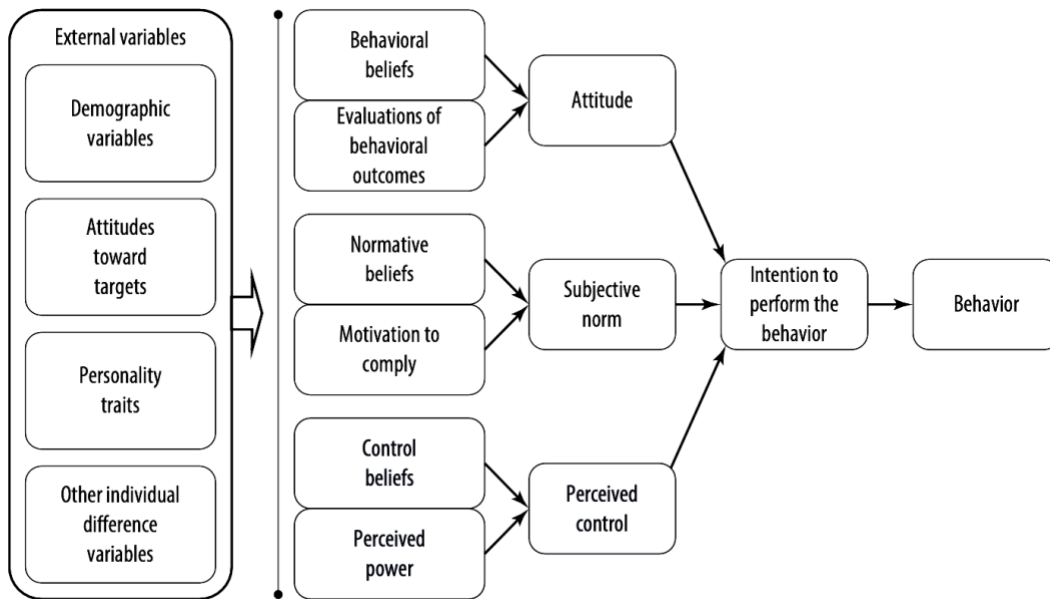 External variables
Demographic
variables
Attitudes
toward
targets
Personality
traits
Other individual
difference
variables
Behavioral
beliefs
Evaluations of
behavioral
outcomes
Normative
beliefs
Motivation to
comply
Control
beliefs
Perceived
power
Attitude
Subjective
norm
Perceived
control
Intention to
perform the
behavior
Behavior